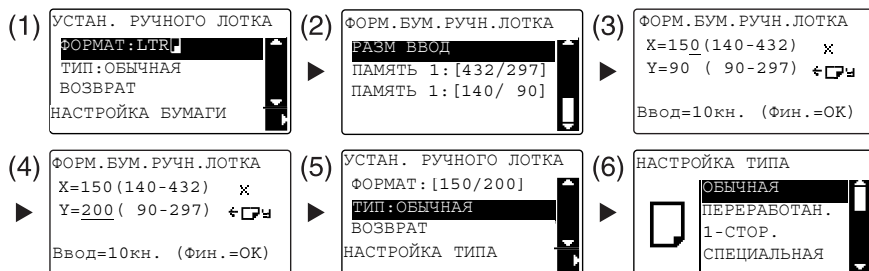 (1)
УСТАН. РУЧНОГО ЛОТКА
ФОРМАТ:LTR
ТИП:ОБЫЧНАЯ
ВОЗВРАТ
НАСТРОЙКА БУМАГИ
(2)
ФОРМ.БУМ.РУЧН.ЛОТКА
РАЗМ ВВОД
ПАМЯТЬ 1:[432/297]
ПАМЯТЬ 1:[140/ 90]
(3)
ФОРМ.БУМ.РУЧН.ЛОТКА
X=150(140-432) X
Y=90 ( 90-297) Y
Ввод=10кн. (Фин.=OK)
(4)
ФОРМ.БУМ.РУЧН.ЛОТКА
X=150(140-432) X
Y=200( 90-297) Y
Ввод=10кн. (Фин.=OK)
(5)
УСТАН. РУЧНОГО ЛОТКА
ФОРМАТ:[150/200]
ТИП:ОБЫЧНАЯ
ВОЗВРАТ
НАСТРОЙКА ТИПА
(6)
НАСТРОЙКА ТИПА
ОБЫЧНАЯ
ПЕРЕРАБОТАН.
1-СТОР.
СПЕЦИАЛЬНАЯ